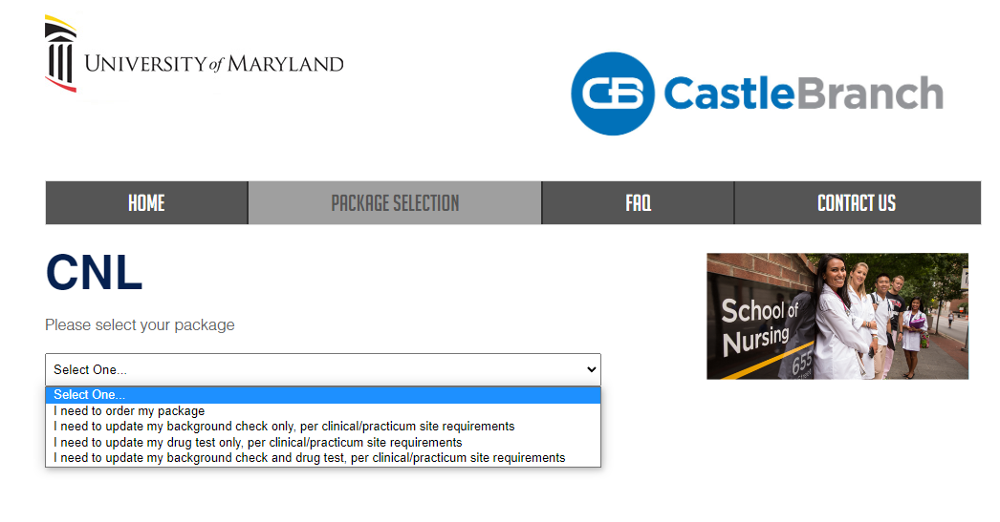 UNIVERSITY of MARYLAND
CB CastleBranch
HOME PACKAGE SELECTION FAQ CONTACT US
CNL
Please select your package
Select One...
Select One...
I need to order my package
I need to update my background check only, per clinical/practicum site requirements
I need to update my drug test only, per clinical/practicum site requirements
I need to update my background check and drug test, per clinical/practicum site requirements
School of
Nursing
655